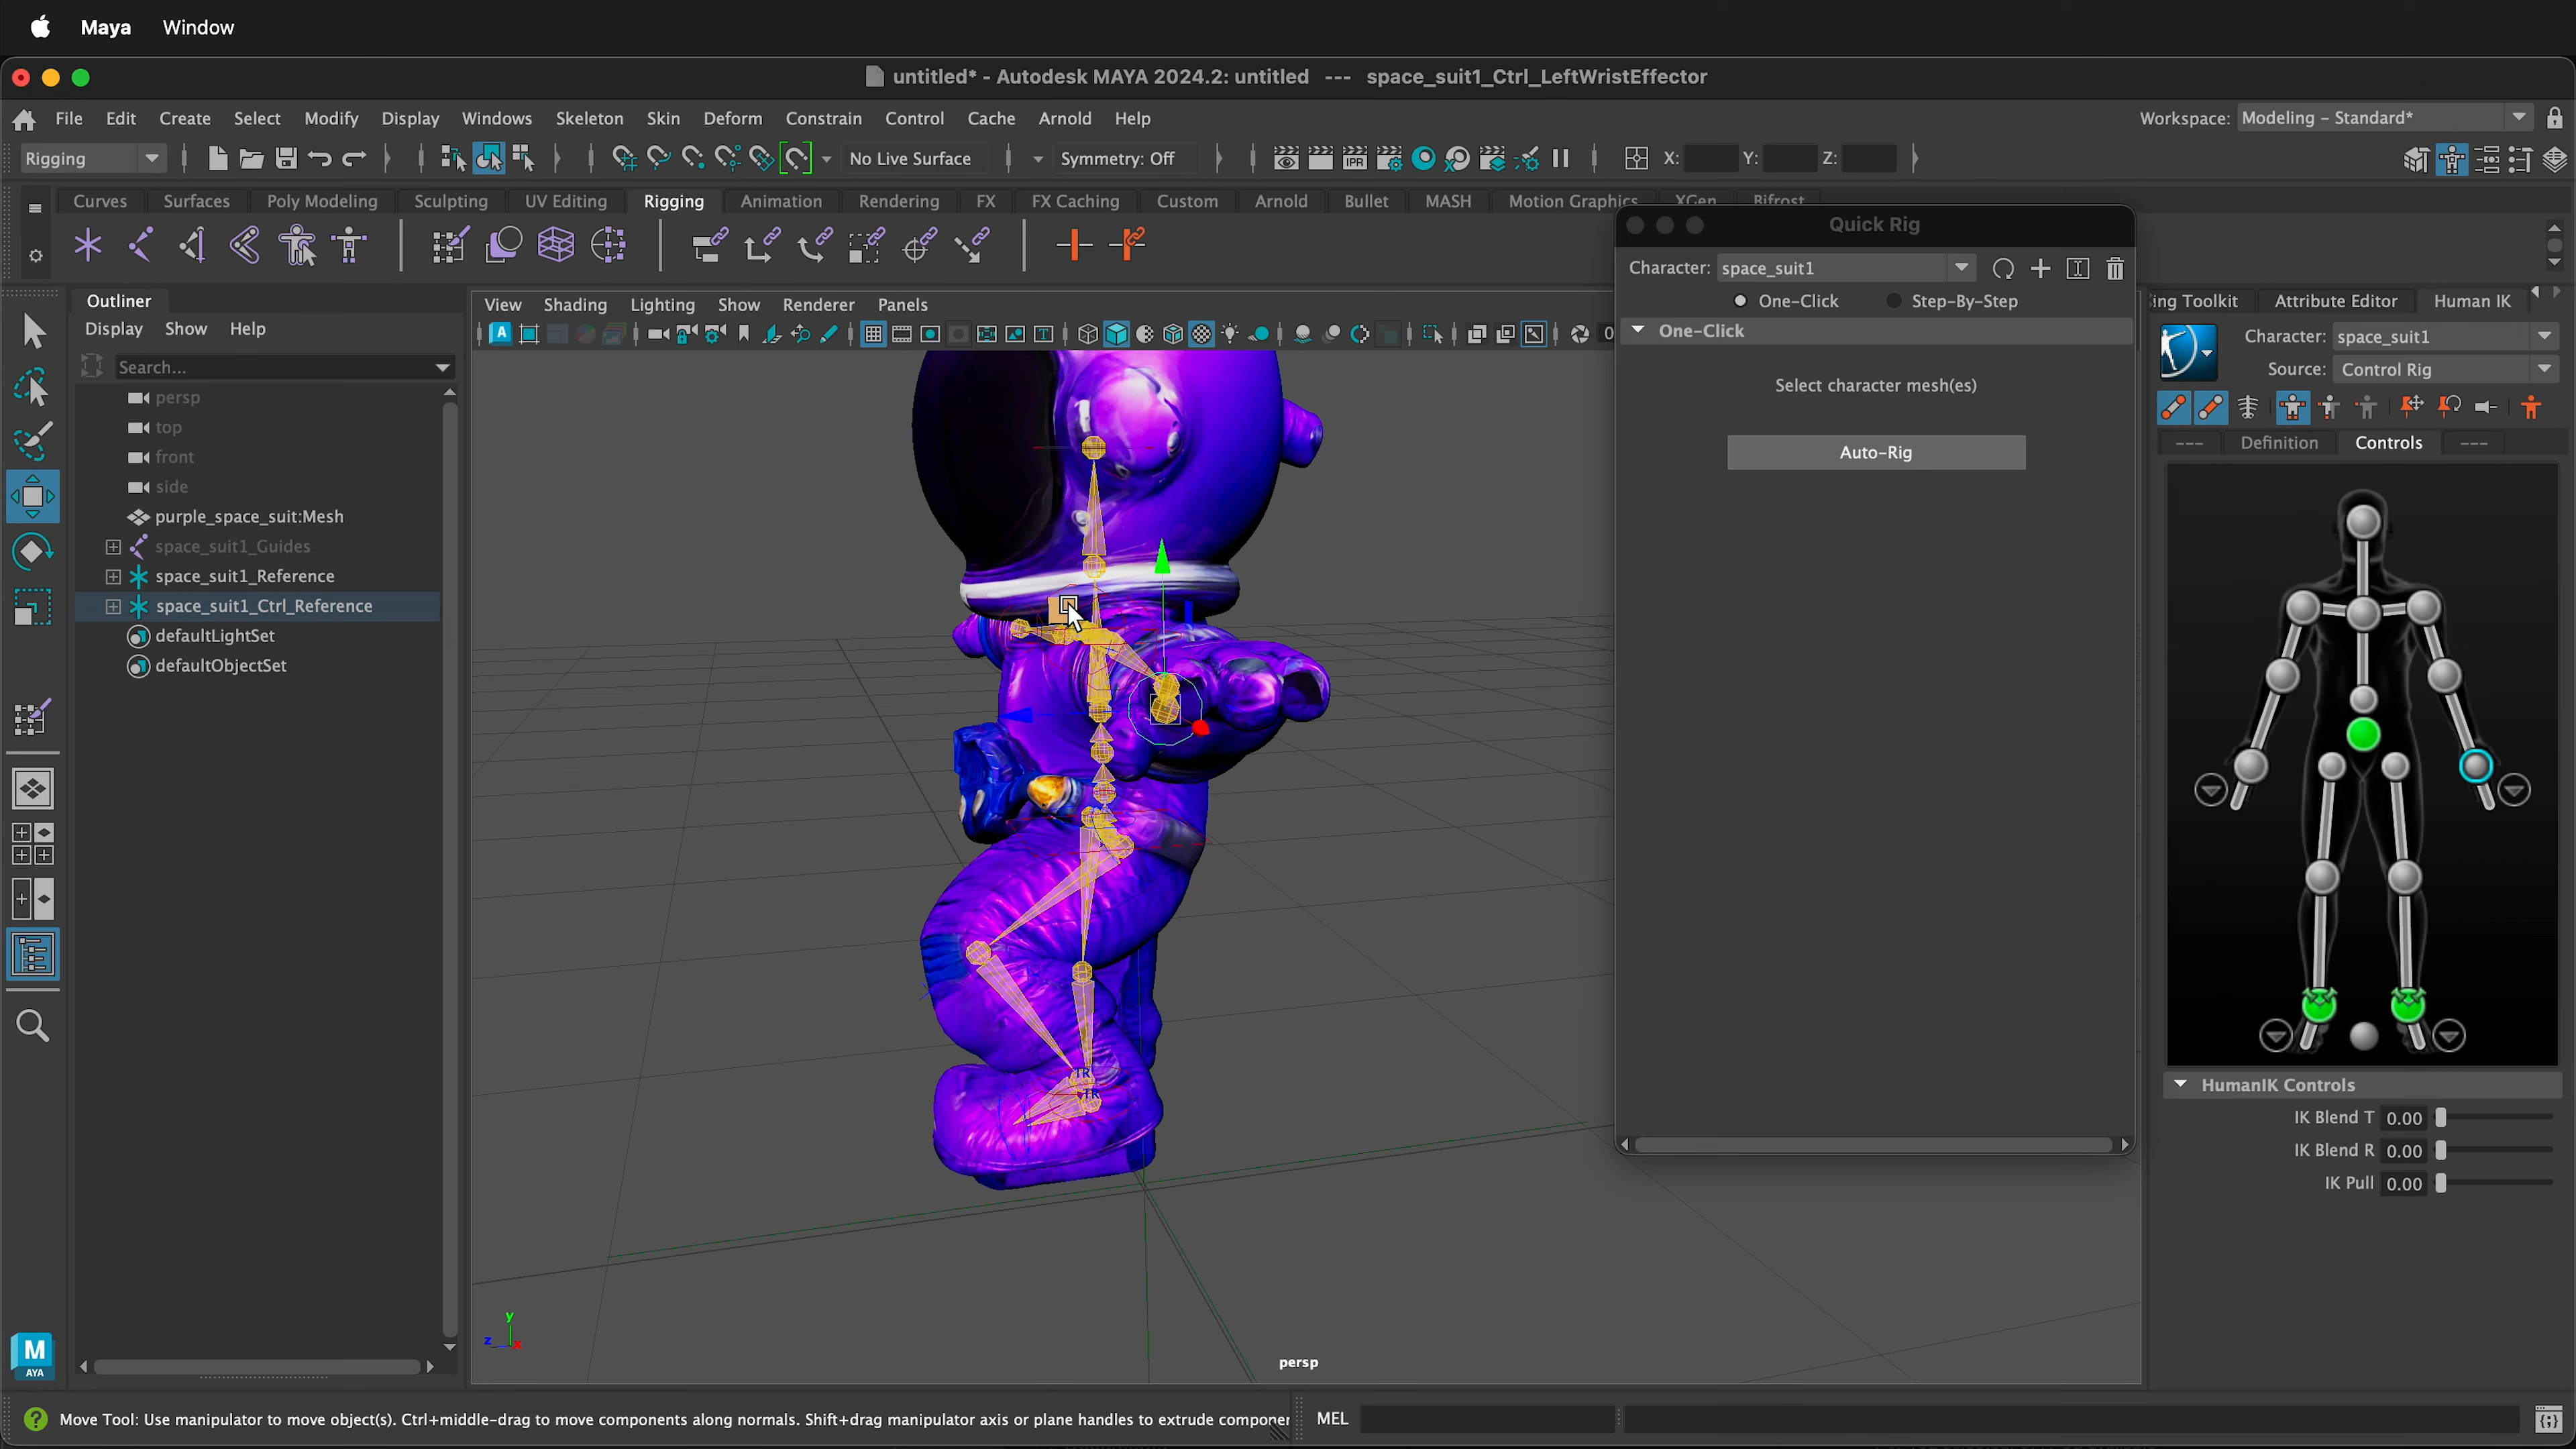 Maya Window
untitled* - Autodesk MAYA 2024.2: untitled --- space_suit1_Ctrl_LeftWristEffector
File Edit Create Select Modify Display Windows Skeleton Skin Deform Constrain Control Cache Arnold Help
Workspace: Modeling - Standard*
Rigging
No Live Surface
Symmetry: Off
IPR
X: Y: Z:
Curves Surfaces Poly Modeling Sculpting UV Editing Rigging Animation Rendering FX FX Caching Custom Arnold Bullet MASH Motion Graphics XGen Bifrost
Outliner
Display Show Help
Search...
persp
top
front
side
purple_space_suit:Mesh
space_suit1_Guides
space_suit1_Reference
space_suit1_Ctrl_Reference
defaultLightSet
defaultObjectSet
View Shading Lighting Show Renderer Panels
TR
TR
y
z x
persp
Quick Rig
Character: space_suit1
One-Click Step-By-Step
One-Click
Select character mesh(es)
Auto-Rig
ing Toolkit Attribute Editor Human IK
Character: space_suit1
Source: Control Rig
--- Definition Controls ---
HumanIK Controls
IK Blend T 0.00
IK Blend R 0.00
IK Pull 0.00
M
AYA
Move Tool: Use manipulator to move object(s). Ctrl+middle-drag to move components along normals. Shift+drag manipulator axis or plane handles to extrude componen
MEL